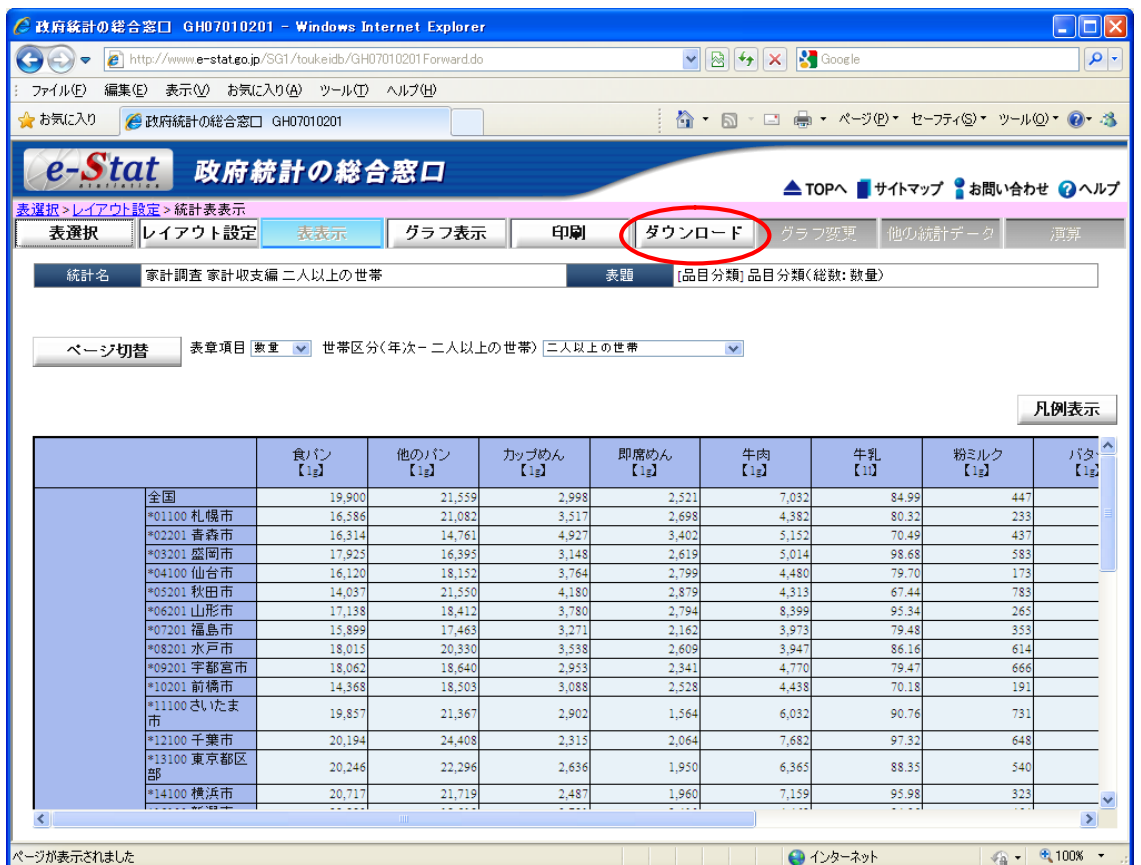 政府統計の総合窓口 GH07010201 - Windows Internet Explorer
http://www.e-stat.go.jp/SG1/toukeidb/GH07010201Forward.do
Google
ファイル(F) 編集(E) 表示(V) お気に入り(A) ツール(T) ヘルプ(H)
お気に入り 政府統計の総合窓口 GH07010201 ページ(P) セーフティ(S) ツール(O)
e-Stat 政府統計の総合窓口
statistics
TOPへ サイトマップ お問い合わせ ヘルプ
表選択 > レイアウト設定 > 統計表表示
表選択 レイアウト設定 表表示 グラフ表示 印刷 ダウンロード グラフ変更 他の統計データ 演算
統計名 家計調査 家計収支編 二人以上の世帯 表題 [品目分類] 品目分類(総数:数量)
ページ切替 表章項目 数量 世帯区分(年次-二人以上の世帯) 二人以上の世帯
凡例表示
食パン 他のパン カップめん 即席めん 牛肉 牛乳 粉ミルク バター
【1g】 【1g】 【1g】 【1g】 【1g】 【1l】 【1g】 【1g】
全国 19,900 21,559 2,998 2,521 7,032 84.99 447
*01100 札幌市 16,586 21,082 3,517 2,698 4,382 80.32 233
*02201 青森市 16,314 14,761 4,927 3,402 5,152 70.49 437
*03201 盛岡市 17,925 16,395 3,148 2,619 5,014 98.68 583
*04100 仙台市 16,120 18,152 3,764 2,799 4,480 79.70 173
*05201 秋田市 14,037 21,550 4,180 2,879 4,313 67.44 783
*06201 山形市 17,138 18,412 3,780 2,794 8,399 95.34 265
*07201 福島市 15,899 17,463 3,271 2,162 3,973 79.48 353
*08201 水戸市 18,015 20,330 3,538 2,609 3,947 86.16 614
*09201 宇都宮市 18,062 18,640 2,953 2,341 4,770 79.47 666
*10201 前橋市 14,368 18,503 3,088 2,528 4,438 70.18 191
*11100 さいたま
市 19,857 21,367 2,902 1,564 6,032 90.76 731
*12100 千葉市 20,194 24,408 2,315 2,064 7,682 97.32 648
*13100 東京都区
部 20,246 22,296 2,636 1,950 6,365 88.35 540
*14100 横浜市 20,717 21,719 2,487 1,960 7,159 95.98 323
ページが表示されました インターネット 100%